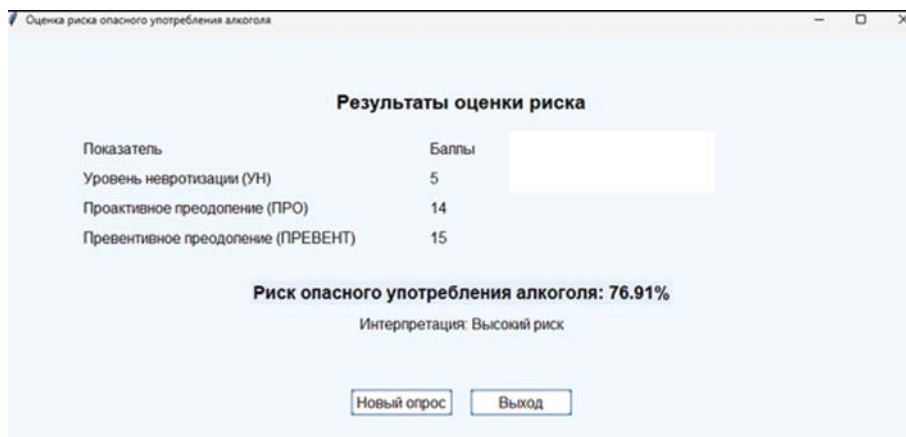 Оценка риска опасного употребления алкоголя
Результаты оценки риска
Показатель Баллы
Уровень невротизации (УН) 5
Проактивное преодоление (ПРО) 14
Превентивное преодоление (ПРЕВЕНТ) 15
Риск опасного употребления алкоголя: 76.91%
Интерпретация: Высокий риск
Новый опрос Выход